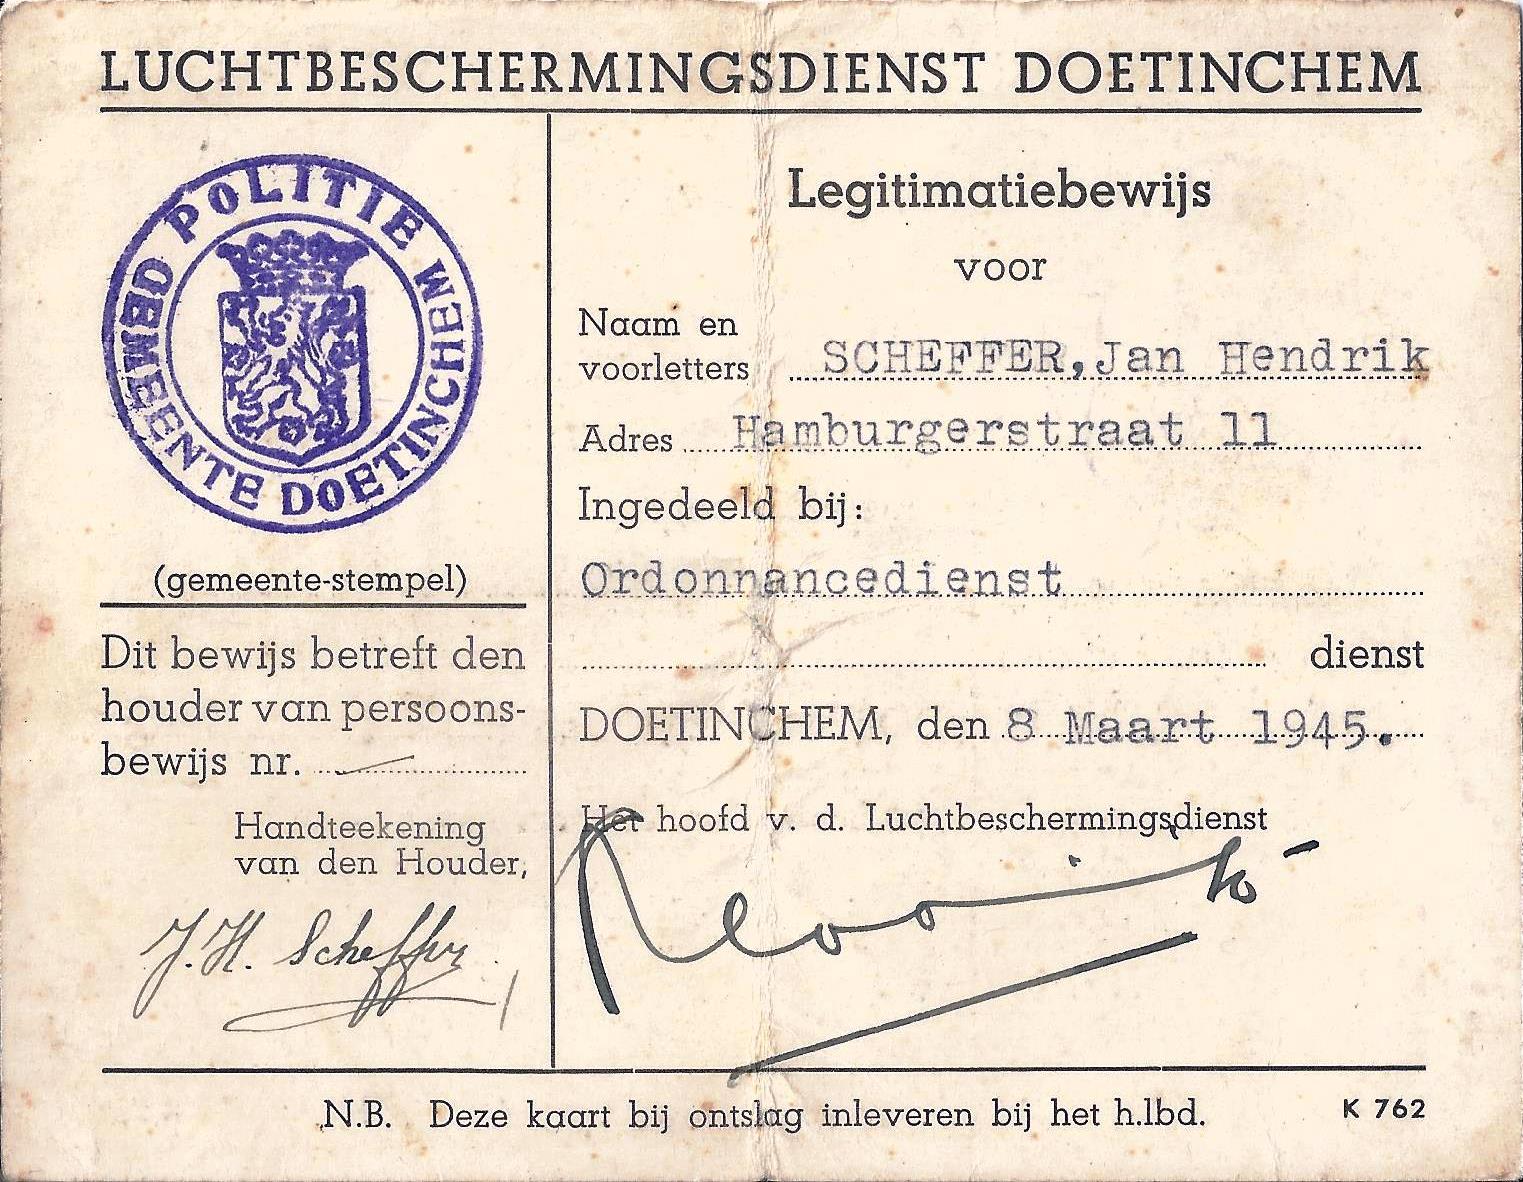 LUCHTBESCHERMINGSDIENST DOETINCHEM
POLITIE
GEMEENTE DOETINCHEM
(gemeente-stempel)
Dit bewijs betreft den
houder van persoons-
bewijs nr.
Handteekening
van den Houder,
J.H. Scheffer
Legitimatiebewijs
voor
Naam en
voorletters SCHEFFER,Jan Hendrik
Adres Hamburgerstraat 11
Ingedeeld bij:
Ordonnancedienst
dienst
DOETINCHEM, den 8 Maart 1945.
Het hoofd v. d. Luchtbeschermingsdienst
N.B. Deze kaart bij ontslag inleveren bij het h.lbd.
K 762